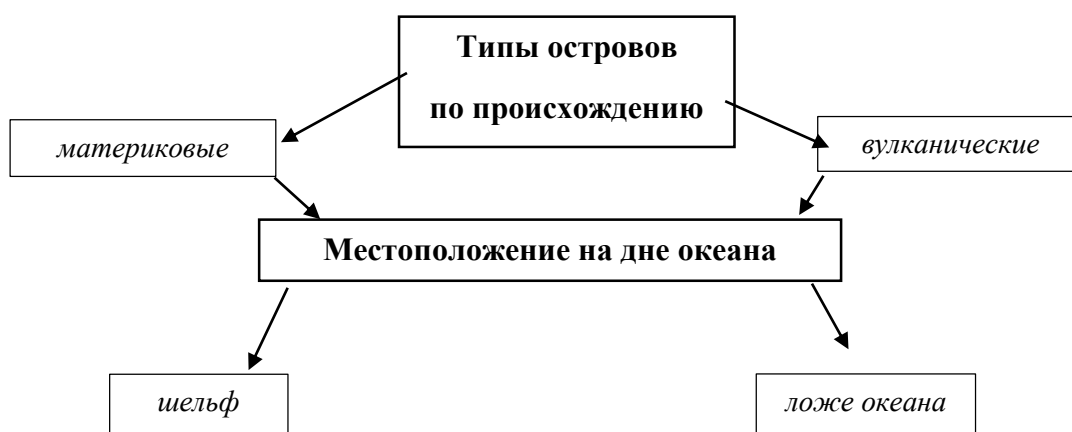 Типы островов
по происхождению
материковые
вулканические
Местоположение на дне океана
шельф
ложе океана